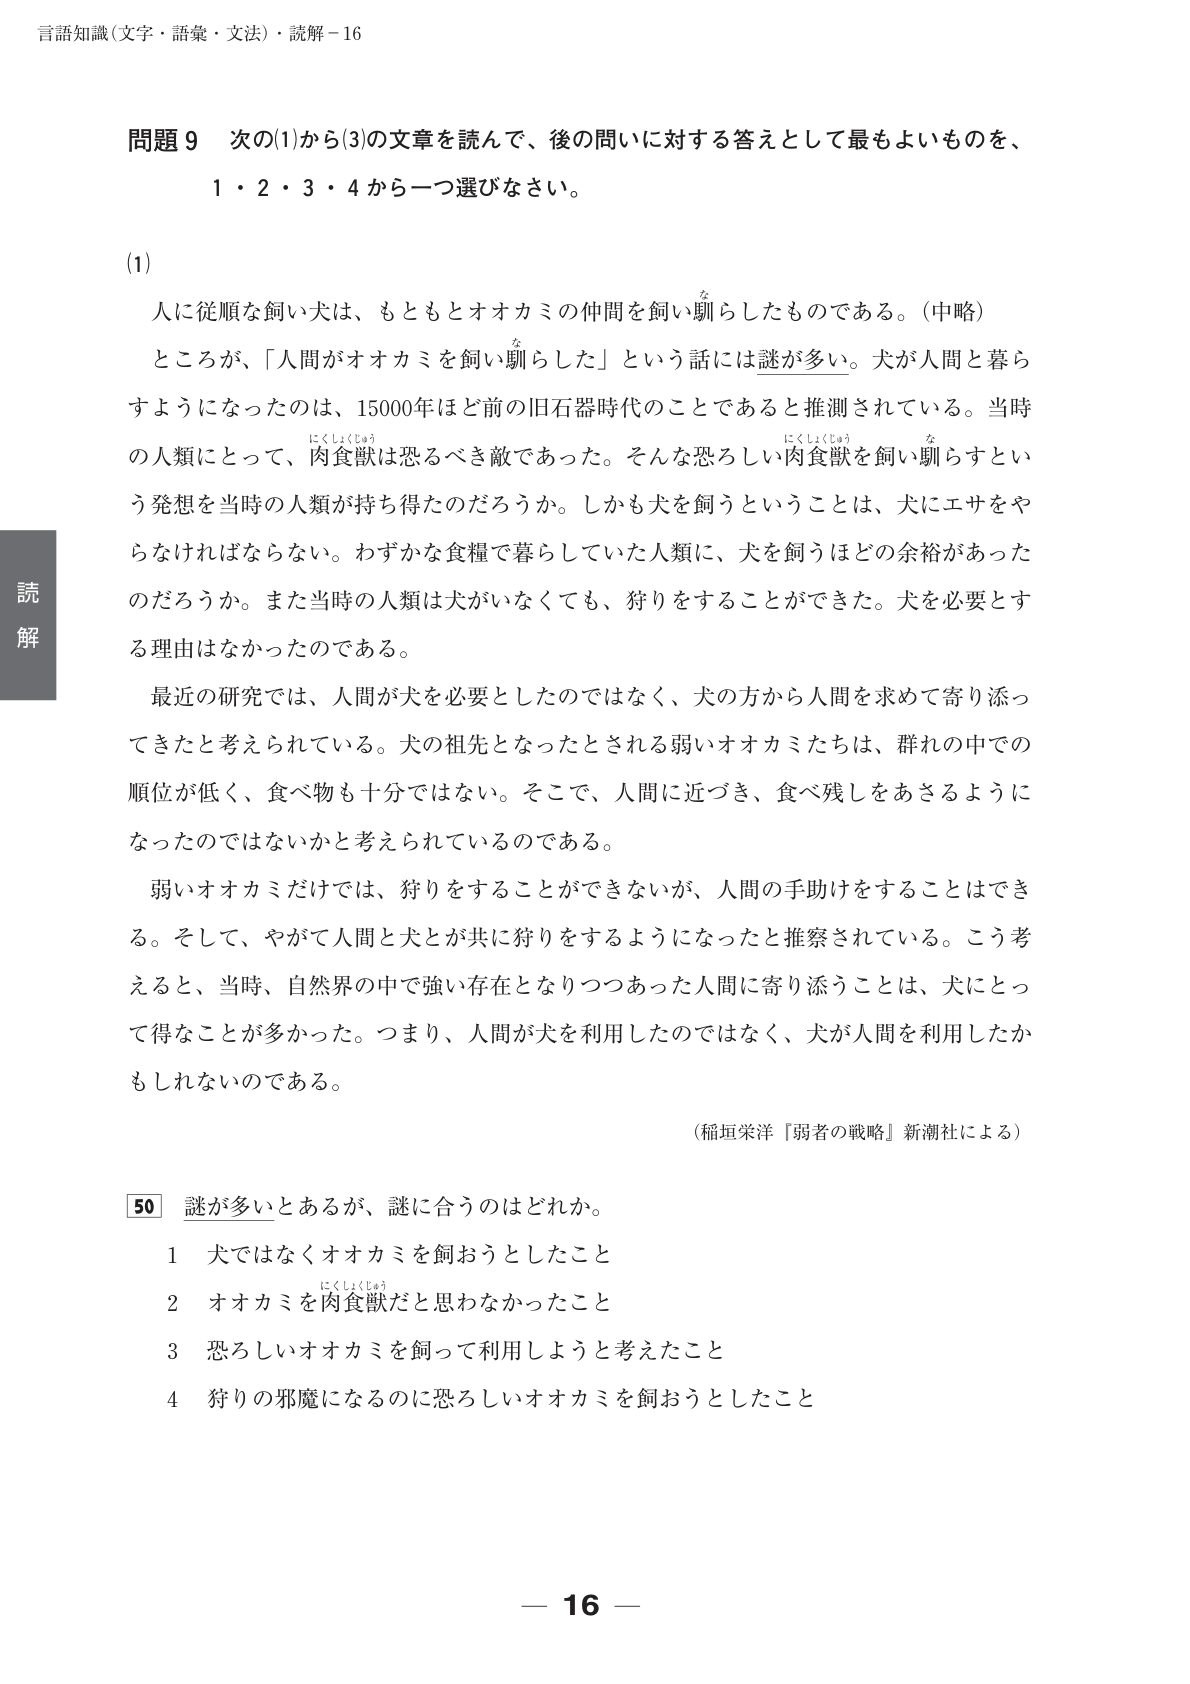 言語知識(文字・語彙・文法)・読解－16
問題9　次の(1)から(3)の文章を読んで、後の問いに対する答えとして最もよいものを、
1・2・3・4から一つ選びなさい。
(1)
な
人に従順な飼い犬は、もともとオオカミの仲間を飼い馴らしたものである。（中略）
な
ところが、「人間がオオカミを飼い馴らした」という話には謎が多い。犬が人間と暮ら
すようになったのは、15000年ほど前の旧石器時代のことであると推測されている。当時
にくしょくじゅう　にくしょくじゅう　な
の人類にとって、肉食獣は恐るべき敵であった。そんな恐ろしい肉食獣を飼い馴らすとい
う発想を当時の人類が持ち得たのだろうか。しかも犬を飼うということは、犬にエサをや
らなければならない。わずかな食糧で暮らしていた人類に、犬を飼うほどの余裕があった
のだろうか。また当時の人類は犬がいなくても、狩りをすることができた。犬を必要とす
る理由はなかったのである。
読解
最近の研究では、人間が犬を必要としたのではなく、犬の方から人間を求めて寄り添っ
てきたと考えられている。犬の祖先となったとされる弱いオオカミたちは、群れの中での
順位が低く、食べ物も十分ではない。そこで、人間に近づき、食べ残しをあさるように
なったのではないかと考えられているのである。
弱いオオカミだけでは、狩りをすることができないが、人間の手助けをすることはでき
る。そして、やがて人間と犬とが共に狩りをするようになったと推察されている。こう考
えると、当時、自然界の中で強い存在となりつつあった人間に寄り添うことは、犬にとっ
て得なことが多かった。つまり、人間が犬を利用したのではなく、犬が人間を利用したか
もしれないのである。
（稲垣栄洋『弱者の戦略』新潮社による）
50　謎が多いとあるが、謎に合うのはどれか。
1　犬ではなくオオカミを飼おうとしたこと
にくしょくじゅう
2　オオカミを肉食獣だと思わなかったこと
3　恐ろしいオオカミを飼って利用しようと考えたこと
4　狩りの邪魔になるのに恐ろしいオオカミを飼おうとしたこと
― 16 ―